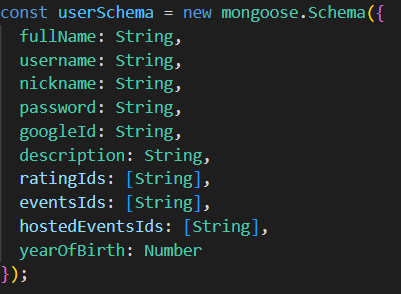 const userSchema = new mongoose.Schema({
  fullName: String,
  username: String,
  nickname: String,
  password: String,
  googleId: String,
  description: String,
  ratingIds: [String],
  eventsIds: [String],
  hostedEventsIds: [String],
  yearOfBirth: Number
});